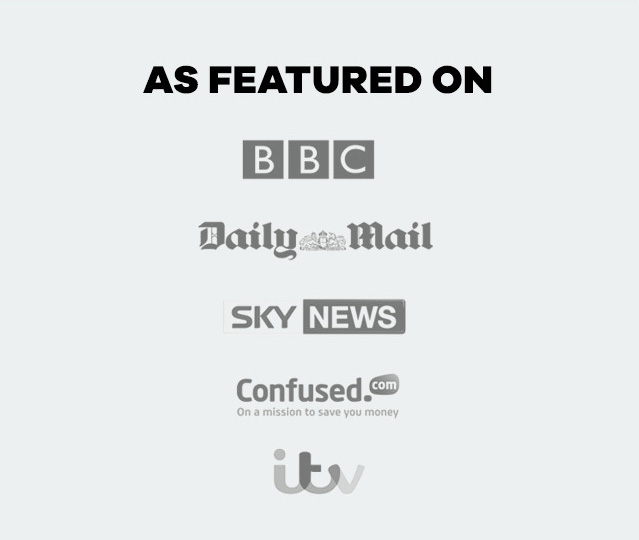 AS FEATURED ON
BBC
Daily Mail
SKY NEWS
Confused.com
On a mission to save you money
itv